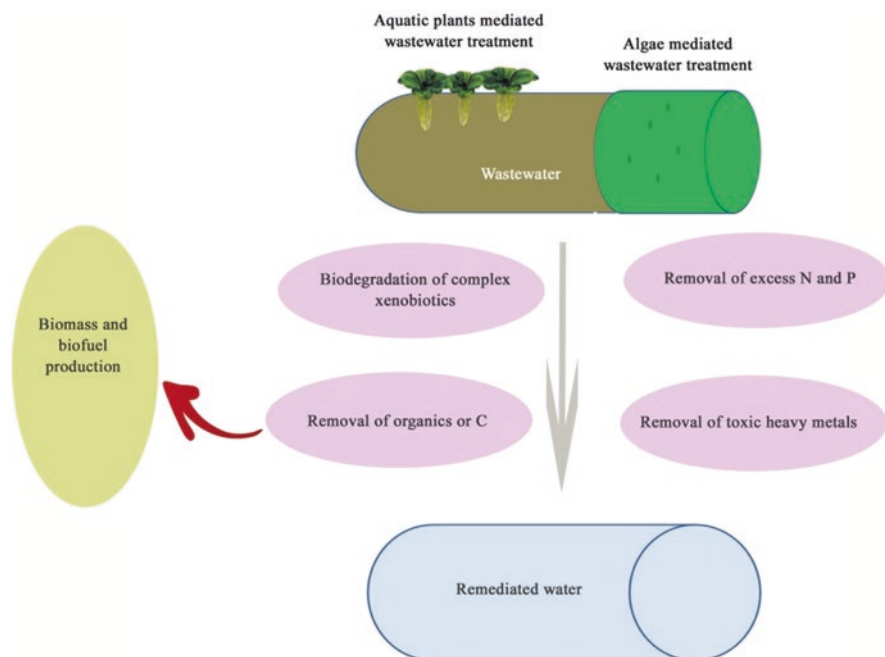 Aquatic plants mediated
wastewater treatment
Algae mediated
wastewater treatment
Wastewater
Biodegradation of complex
xenobiotics
Removal of excess N and P
Biomass and
biofuel
production
Removal of organics or C
Removal of toxic heavy metals
Remediated water